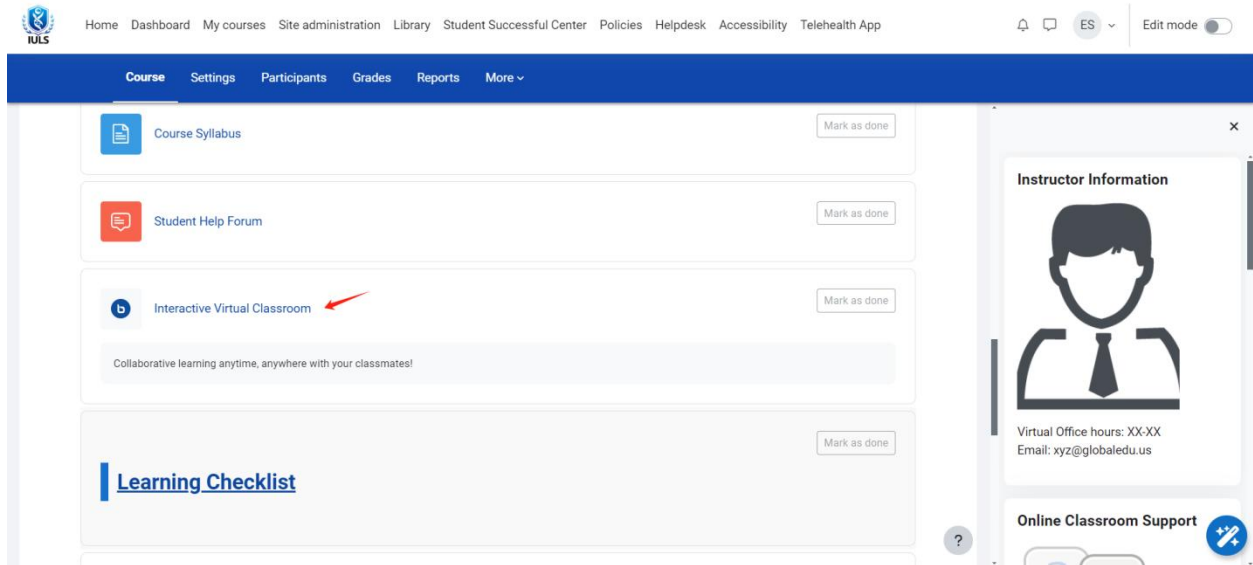 IULS
Home Dashboard My courses Site administration Library Student Successful Center Policies Helpdesk Accessibility Telehealth App ES Edit mode
Course Settings Participants Grades Reports More
Course Syllabus
Mark as done
Student Help Forum
Mark as done
Interactive Virtual Classroom
Mark as done
Collaborative learning anytime, anywhere with your classmates!
Mark as done
Learning Checklist
Instructor Information
Virtual Office hours: XX-XX
Email: xyz@globaledu.us
Online Classroom Support
?